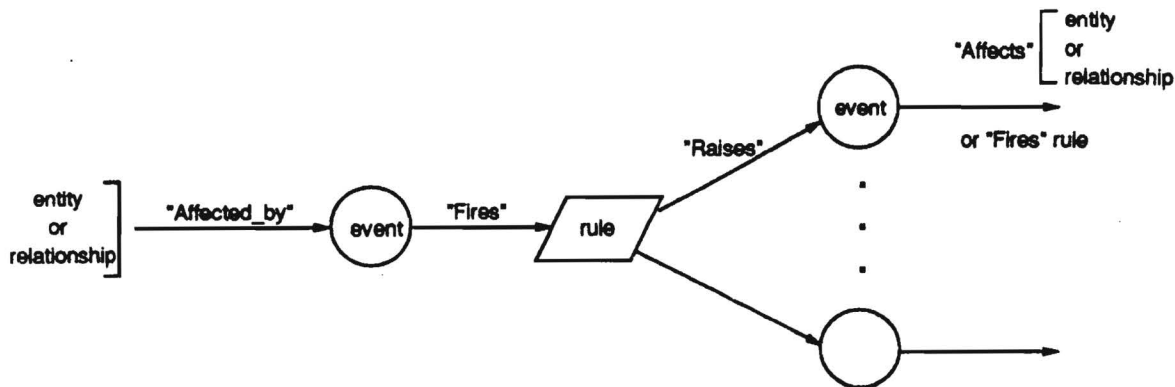 entity
or
relationship
"Affected_by"
event
"Fires"
rule
"Raises"
event
"Affects"
entity
or
relationship
or "Fires" rule